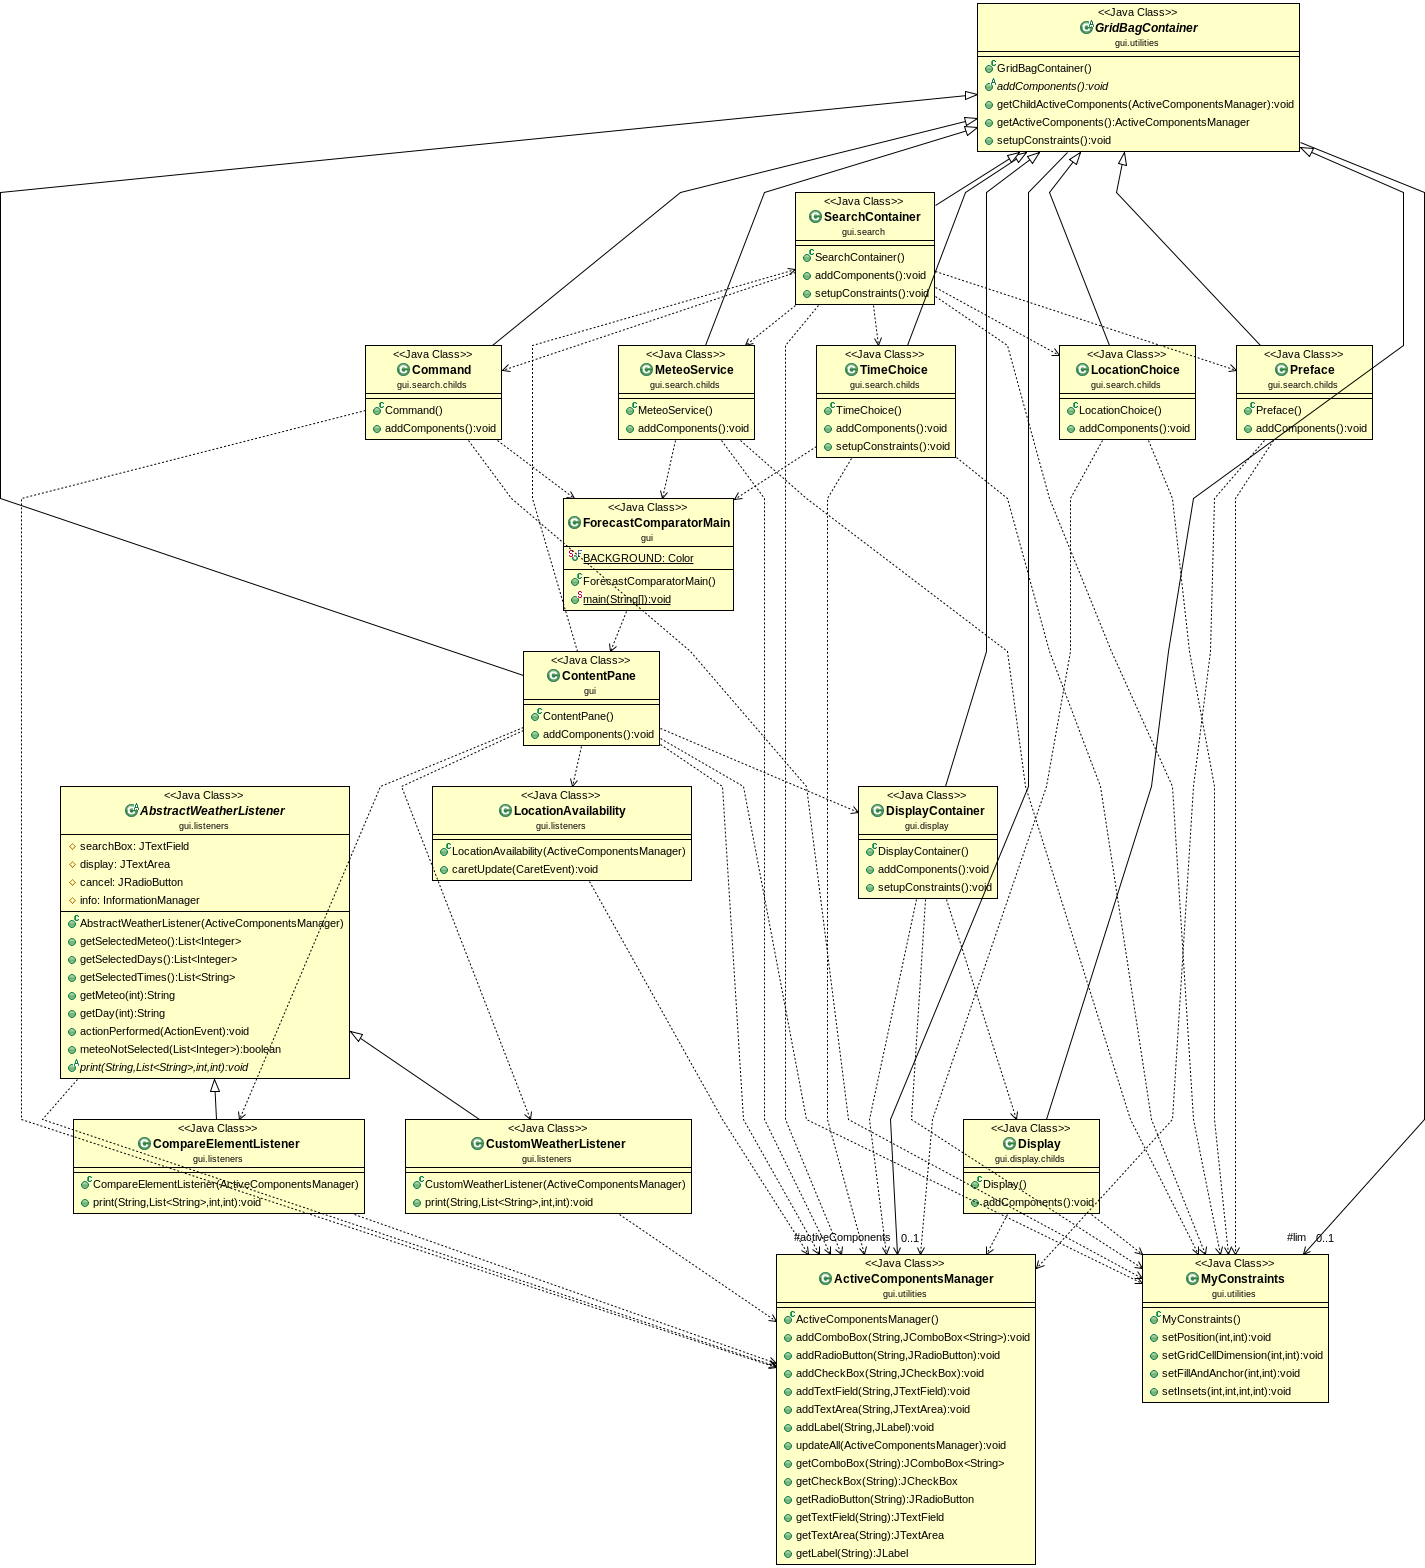 <<Java Class>>
GridBagContainer
gui.utilities
GridBagContainer()
addComponents():void
getChildActiveComponents(ActiveComponentsManager):void
getActiveComponents():ActiveComponentsManager
setupConstraints():void
<<Java Class>>
SearchContainer
gui.search
SearchContainer()
addComponents():void
setupConstraints():void
<<Java Class>>
Command
gui.search.childs
Command()
addComponents():void
<<Java Class>>
MeteoService
gui.search.childs
MeteoService()
addComponents():void
<<Java Class>>
TimeChoice
gui.search.childs
TimeChoice()
addComponents():void
setupConstraints():void
<<Java Class>>
LocationChoice
gui.search.childs
LocationChoice()
addComponents():void
<<Java Class>>
Preface
gui.search.childs
Preface()
addComponents():void
<<Java Class>>
ForecastComparatorMain
gui
BACKGROUND: Color
ForecastComparatorMain()
main(String[]):void
<<Java Class>>
ContentPane
gui
ContentPane()
addComponents():void
<<Java Class>>
AbstractWeatherListener
gui.listeners
searchBox: JTextField
display: JTextArea
cancel: JRadioButton
info: InformationManager
AbstractWeatherListener(ActiveComponentsManager)
getSelectedMeteo():List<Integer>
getSelectedDays():List<Integer>
getSelectedTimes():List<String>
getMeteo(int):String
getDay(int):String
actionPerformed(ActionEvent):void
meteoNotSelected(List<Integer>):boolean
print(String,List<String>,int,int):void
<<Java Class>>
LocationAvailability
gui.listeners
LocationAvailability(ActiveComponentsManager)
caretUpdate(CaretEvent):void
<<Java Class>>
DisplayContainer
gui.display
DisplayContainer()
addComponents():void
setupConstraints():void
<<Java Class>>
CompareElementListener
gui.listeners
CompareElementListener(ActiveComponentsManager)
print(String,List<String>,int,int):void
<<Java Class>>
CustomWeatherListener
gui.listeners
CustomWeatherListener(ActiveComponentsManager)
print(String,List<String>,int,int):void
<<Java Class>>
Display
gui.display.childs
Display()
addComponents():void
#activeComponents 0..1
#lim 0..1
<<Java Class>>
ActiveComponentsManager
gui.utilities
ActiveComponentsManager()
addComboBox(String,JComboBox<String>):void
addRadioButton(String,JRadioButton):void
addCheckBox(String,JCheckBox):void
addTextField(String,JTextField):void
addTextArea(String,JTextArea):void
addLabel(String,JLabel):void
updateAll(ActiveComponentsManager):void
getComboBox(String):JComboBox<String>
getCheckBox(String):JCheckBox
getRadioButton(String):JRadioButton
getTextField(String):JTextField
getTextArea(String):JTextArea
getLabel(String):JLabel
<<Java Class>>
MyConstraints
gui.utilities
MyConstraints()
setPosition(int,int):void
setGridCellDimension(int,int):void
setFillAndAnchor(int,int):void
setInsets(int,int,int,int):void